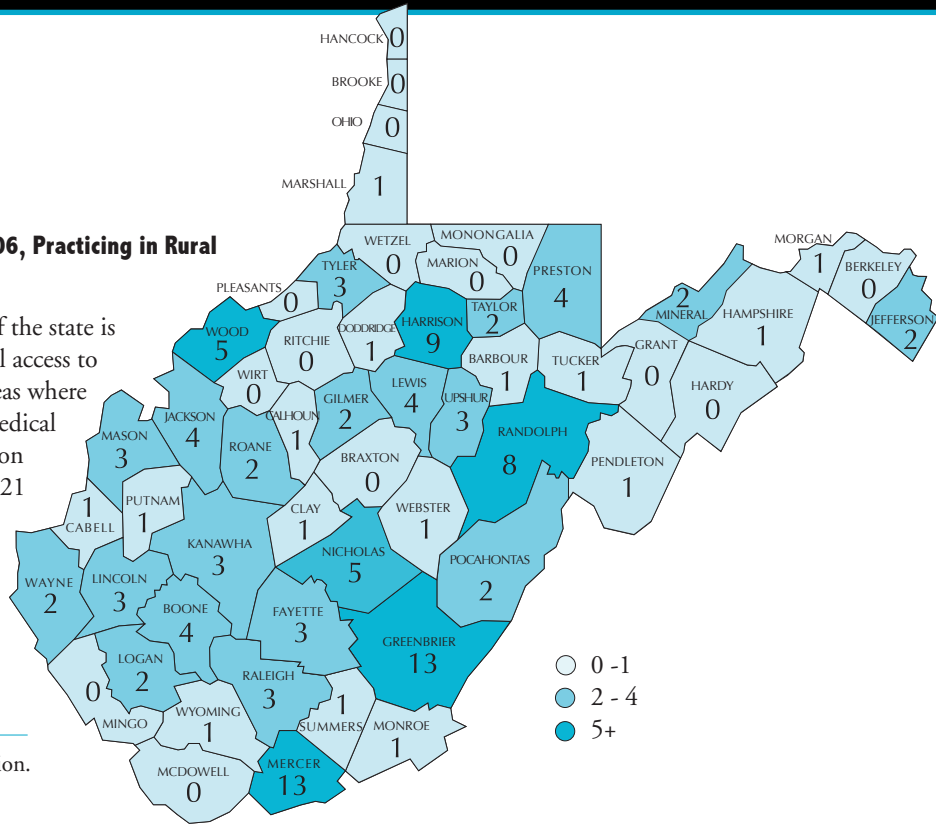 HANCOCK 0
BROOKE 0
OHIO 0
MARSHALL 1
06, Practicing in Rural
f the state is
l access to
eas where
edical
on
21
ion.
WETZEL 0
MONONGALIA 0
MARION 0
PRESTON 4
TYLER 3
PLEASANTS 0
WOOD 5
RITCHIE 0
DODDRIDGE 1
HARRISON 9
TAYLOR 2
MORGAN 1
BERKELEY 0
JEFFERSON 2
2 MINERAL
HAMPSHIRE 1
GRANT 0
HARDY 0
BARBOUR 1
TUCKER 1
WIRT 0
JACKSON 4
CALHOUN 1
GILMER 2
LEWIS 4
UPSHUR 3
RANDOLPH 8
PENDLETON 1
MASON 3
ROANE 2
BRAXTON 0
WEBSTER 1
1 CABELL
PUTNAM 1
CLAY 1
KANAWHA 3
NICHOLAS 5
POCAHONTAS 2
WAYNE 2
LINCOLN 3
BOONE 4
FAYETTE 3
GREENBRIER 13
LOGAN 2
RALEIGH 3
0 MINGO
WYOMING 1
1 SUMMERS
MONROE 1
MCDOWELL 0
MERCER 13
0 -1
2 - 4
5+